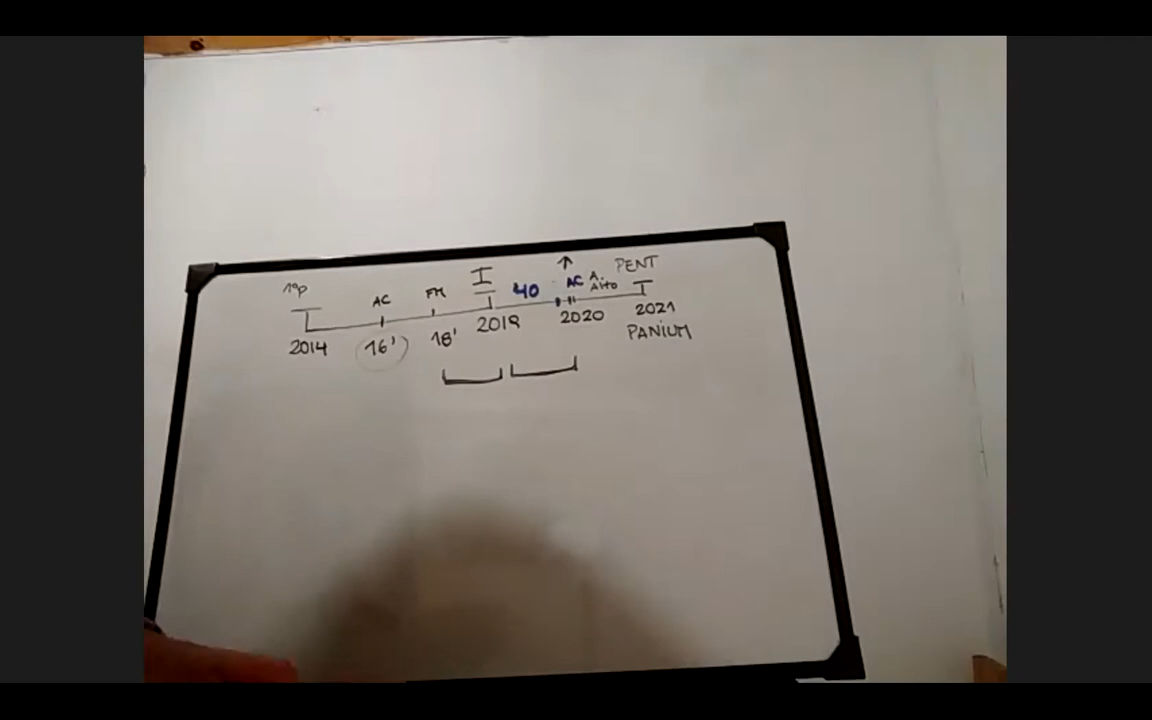 1ºP AC FM I 40 ↑ AC A. Alto PENT
2014 16' 18' 2019 2020 2021
PANIUM